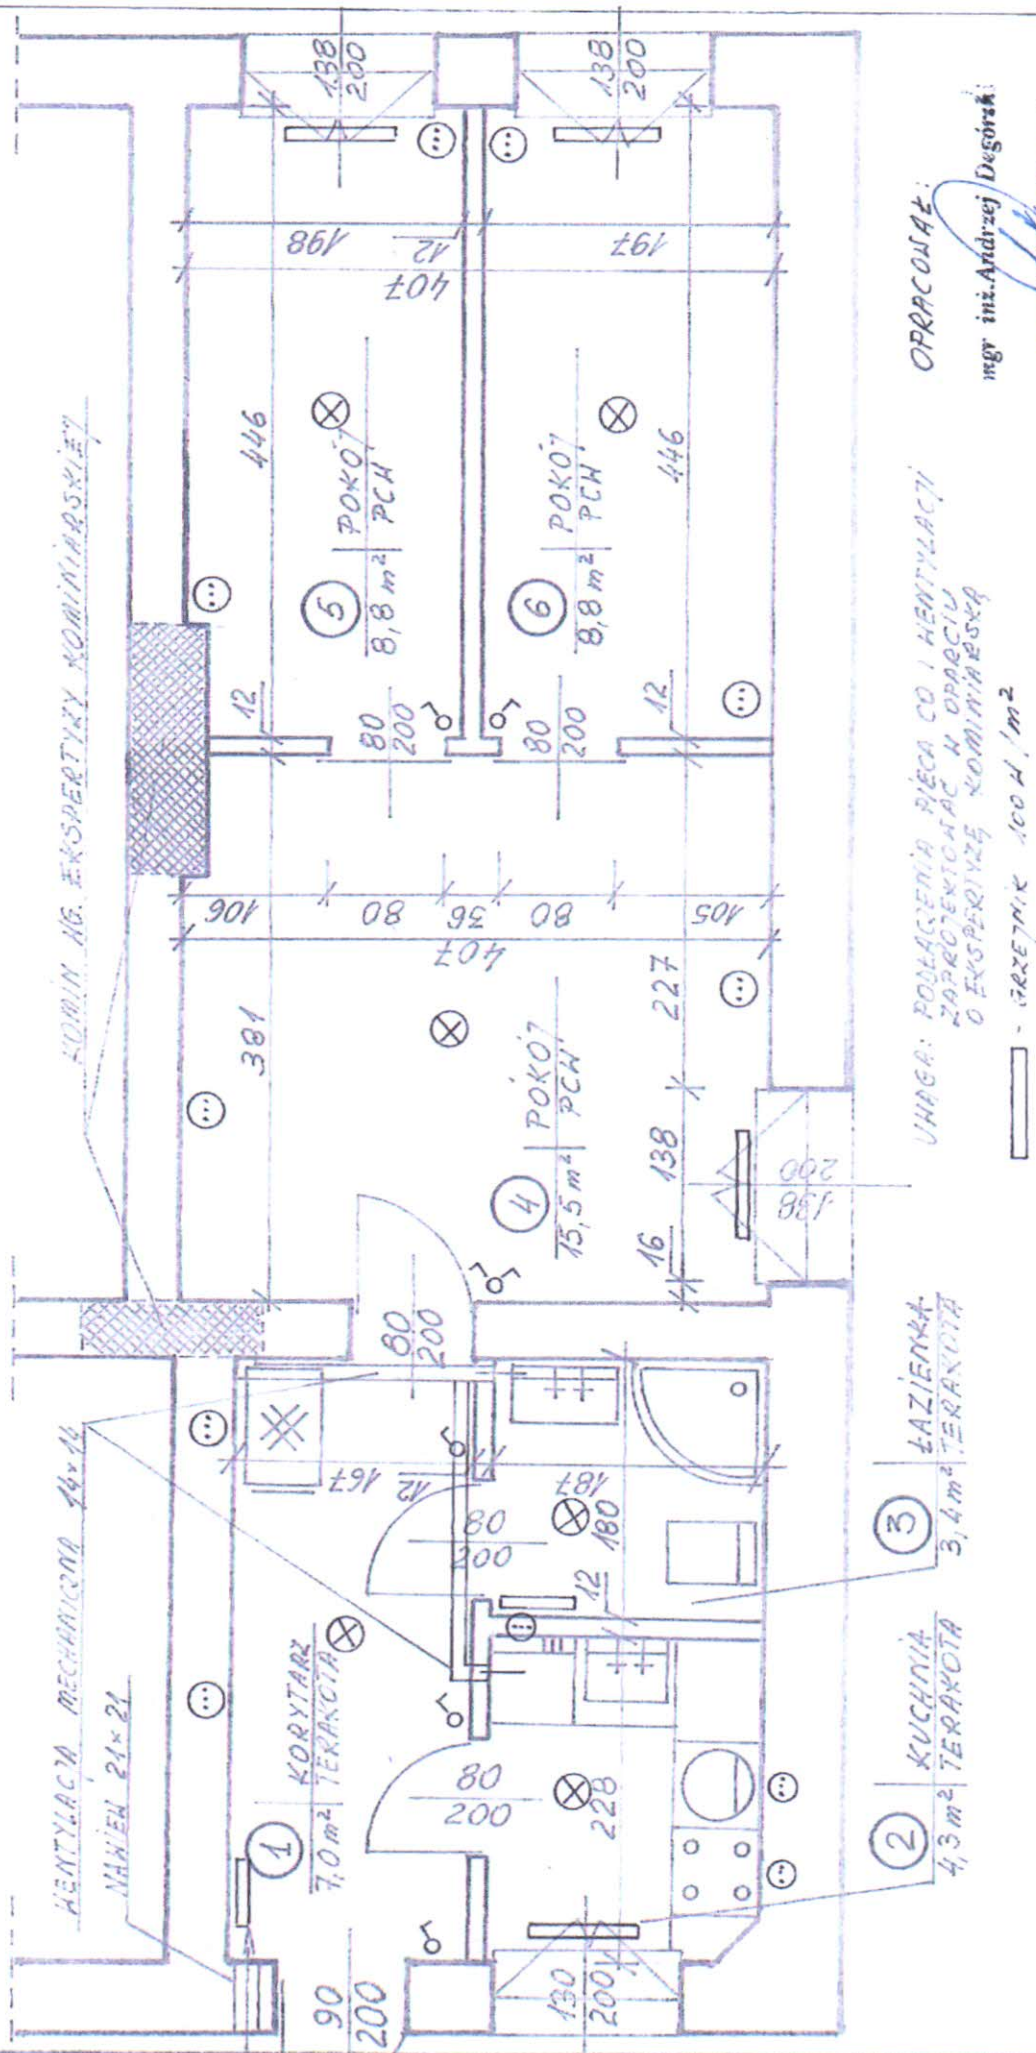 WENTYLACJA MECHANICZNA 14x14
NAWIEW 21x21
KOMIN WG. EKSPERTYZY KOMINIARSKIEJ
1
KORYTARZ
7,0 m² TERAKOTA
90
200
80
200
80
200
80
200
167
12
187
180
12
228
130
200
2
KUCHNIA
4,3 m² TERAKOTA
3
ŁAZIENKA
3,4 m² TERAKOTA
4
POKÓJ
15,5 m² PCW
381
106
80
36
80
105
407
16
138
227
138
200
80
200
80
200
12
12
5
POKÓJ
8,8 m² PCW
446
6
POKÓJ
8,8 m² PCW
446
198
12
197
407
138
200
138
200
UWAGA: PODŁĄCZENIA PIECA CO I WENTYLACJI
ZAPROJEKTOWAĆ W OPARCIU
O EKSPERTYZĘ KOMINIARSKĄ
- GRZEJNIK 100 W/m²
OPRACOWAŁ:
mgr inż. Andrzej Degórski